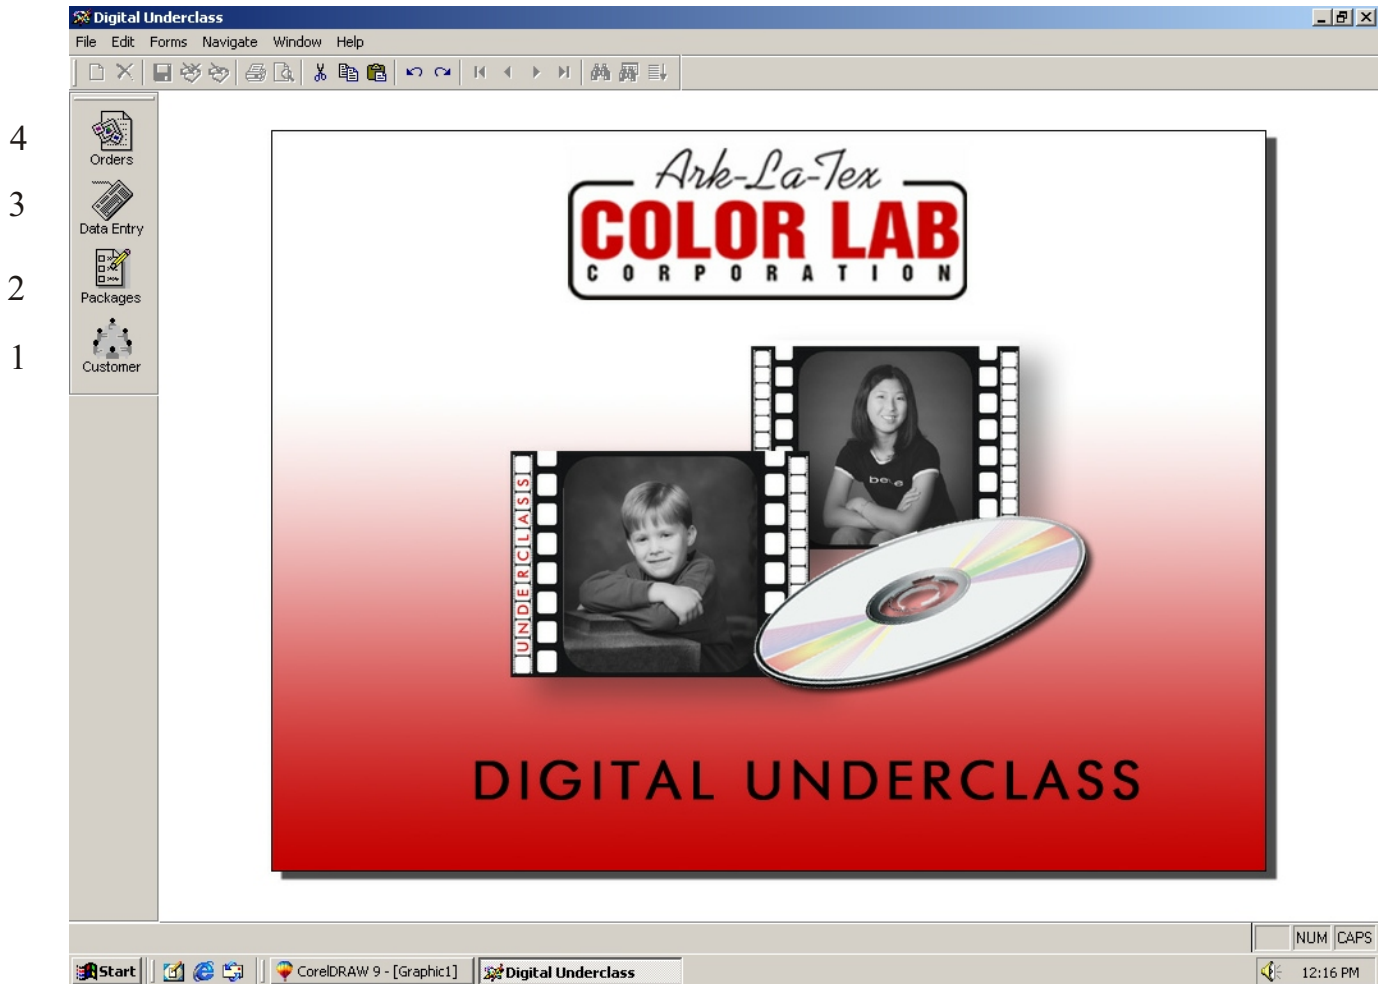 Digital Underclass
File Edit Forms Navigate Window Help
4
Orders
3
Data Entry
2
Packages
1
Customer
Ark-La-Tex
COLOR LAB
CORPORATION
UNDERCLASS
DIGITAL UNDERCLASS
NUM CAPS
Start CorelDRAW 9 - [Graphic1] Digital Underclass 12:16 PM